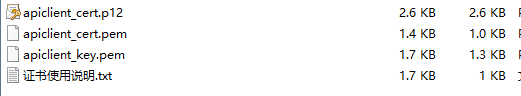 apiclient_cert.p12 2.6 KB 2.6 KB
apiclient_cert.pem 1.4 KB 1.0 KB
apiclient_key.pem 1.7 KB 1.3 KB
证书使用说明.txt 1.7 KB 1 KB